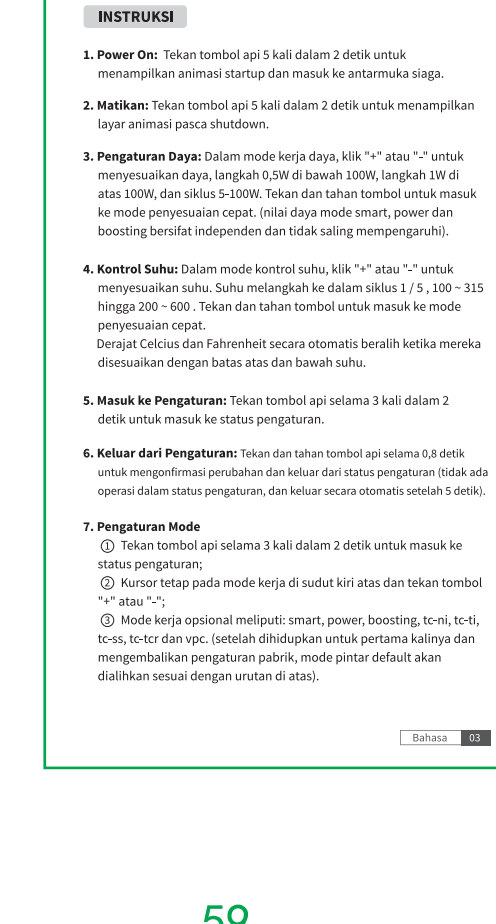 INSTRUKSI
1. Power On: Tekan tombol api 5 kali dalam 2 detik untuk
menampilkan animasi startup dan masuk ke antarmuka siaga.
2. Matikan: Tekan tombol api 5 kali dalam 2 detik untuk menampilkan
layar animasi pasca shutdown.
3. Pengaturan Daya: Dalam mode kerja daya, klik "+" atau "-" untuk
menyesuaikan daya, langkah 0,5W di bawah 100W, langkah 1W di
atas 100W, dan siklus 5-100W. Tekan dan tahan tombol untuk masuk
ke mode penyesuaian cepat. (nilai daya mode smart, power dan
boosting bersifat independen dan tidak saling mempengaruhi).
4. Kontrol Suhu: Dalam mode kontrol suhu, klik "+" atau "-" untuk
menyesuaikan suhu. Suhu melangkah ke dalam siklus 1 / 5 , 100 ~ 315
hingga 200 ~ 600 . Tekan dan tahan tombol untuk masuk ke mode
penyesuaian cepat.
Derajat Celcius dan Fahrenheit secara otomatis beralih ketika mereka
disesuaikan dengan batas atas dan bawah suhu.
5. Masuk ke Pengaturan: Tekan tombol api selama 3 kali dalam 2
detik untuk masuk ke status pengaturan.
6. Keluar dari Pengaturan: Tekan dan tahan tombol api selama 0,8 detik
untuk mengonfirmasi perubahan dan keluar dari status pengaturan (tidak ada
operasi dalam status pengaturan, dan keluar secara otomatis setelah 5 detik).
7. Pengaturan Mode
① Tekan tombol api selama 3 kali dalam 2 detik untuk masuk ke
status pengaturan;
② Kursor tetap pada mode kerja di sudut kiri atas dan tekan tombol
"+" atau "-";
③ Mode kerja opsional meliputi: smart, power, boosting, tc-ni, tc-ti,
tc-ss, tc-tcr dan vpc. (setelah dihidupkan untuk pertama kalinya dan
mengembalikan pengaturan pabrik, mode pintar default akan
dialihkan sesuai dengan urutan di atas).
Bahasa 03
59